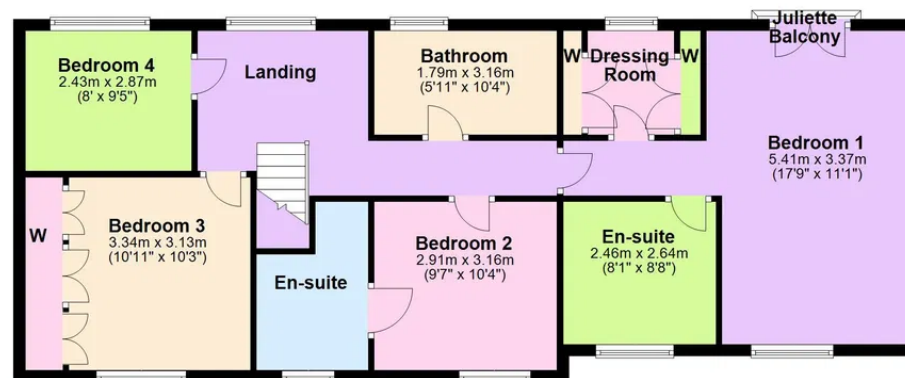 Bedroom 4
2.43m x 2.87m
(8' x 9'5")
Landing
Bathroom
1.79m x 3.16m
(5'11" x 10'4")
W
Dressing
Room
W
Juliette
Balcony
Bedroom 1
5.41m x 3.37m
(17'9" x 11'1")
W
Bedroom 3
3.34m x 3.13m
(10'11" x 10'3")
En-suite
Bedroom 2
2.91m x 3.16m
(9'7" x 10'4")
En-suite
2.46m x 2.64m
(8'1" x 8'8")